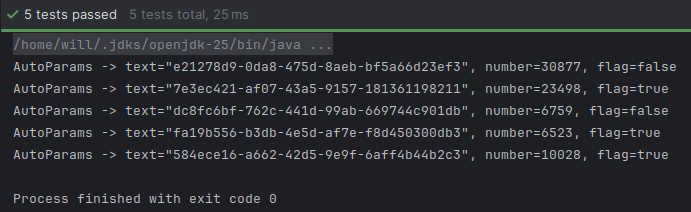 5 tests passed 5 tests total, 25 ms
/home/will/.jdks/openjdk-25/bin/java ...
AutoParams -> text="e21278d9-0da8-475d-8aeb-bf5a66d23ef3", number=30877, flag=false
AutoParams -> text="7e3ec421-af07-43a5-9157-181361198211", number=23498, flag=true
AutoParams -> text="dc8fc6bf-762c-441d-99ab-669744c901db", number=6759, flag=false
AutoParams -> text="fa19b556-b3db-4e5d-af7e-f8d450300db3", number=6523, flag=true
AutoParams -> text="584ece16-a662-42d5-9e9f-6aff4b44b2c3", number=10028, flag=true
Process finished with exit code 0